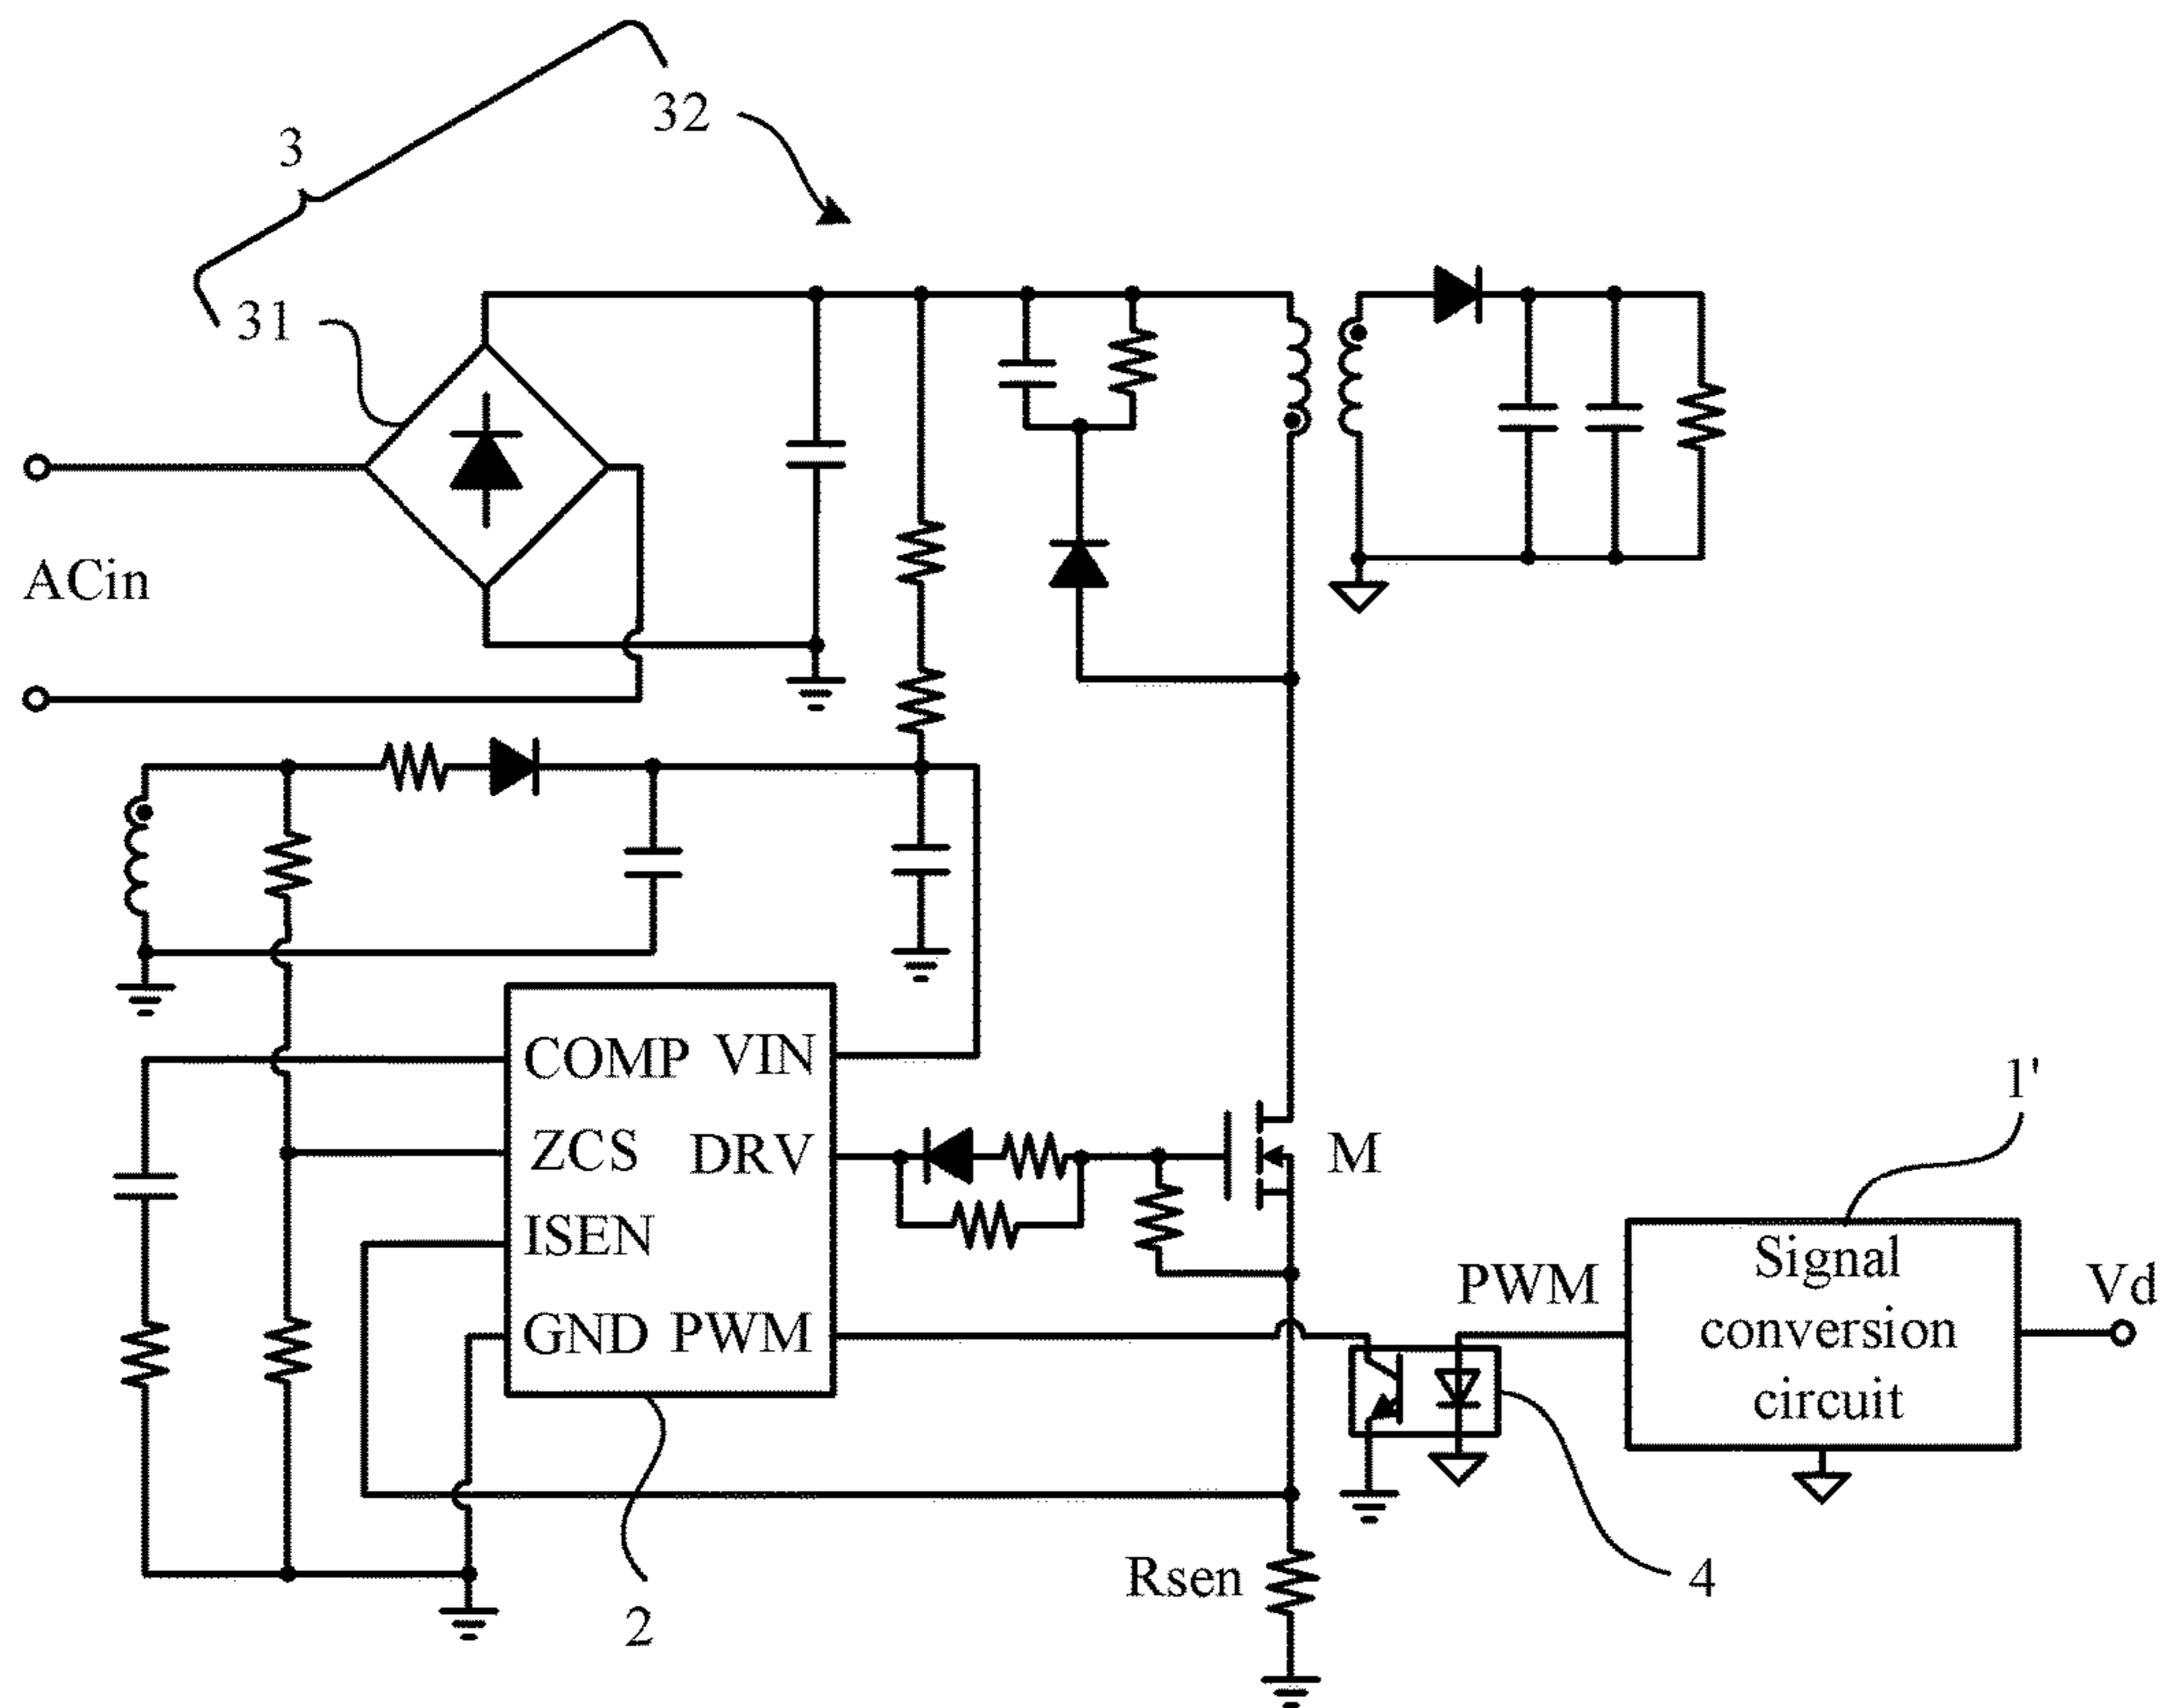 3
32
31
ACin
COMP VIN
ZCS DRV
ISEN
GND PWM
M
1'
PWM
Signal
conversion
circuit
Vd
Rsen
4
2